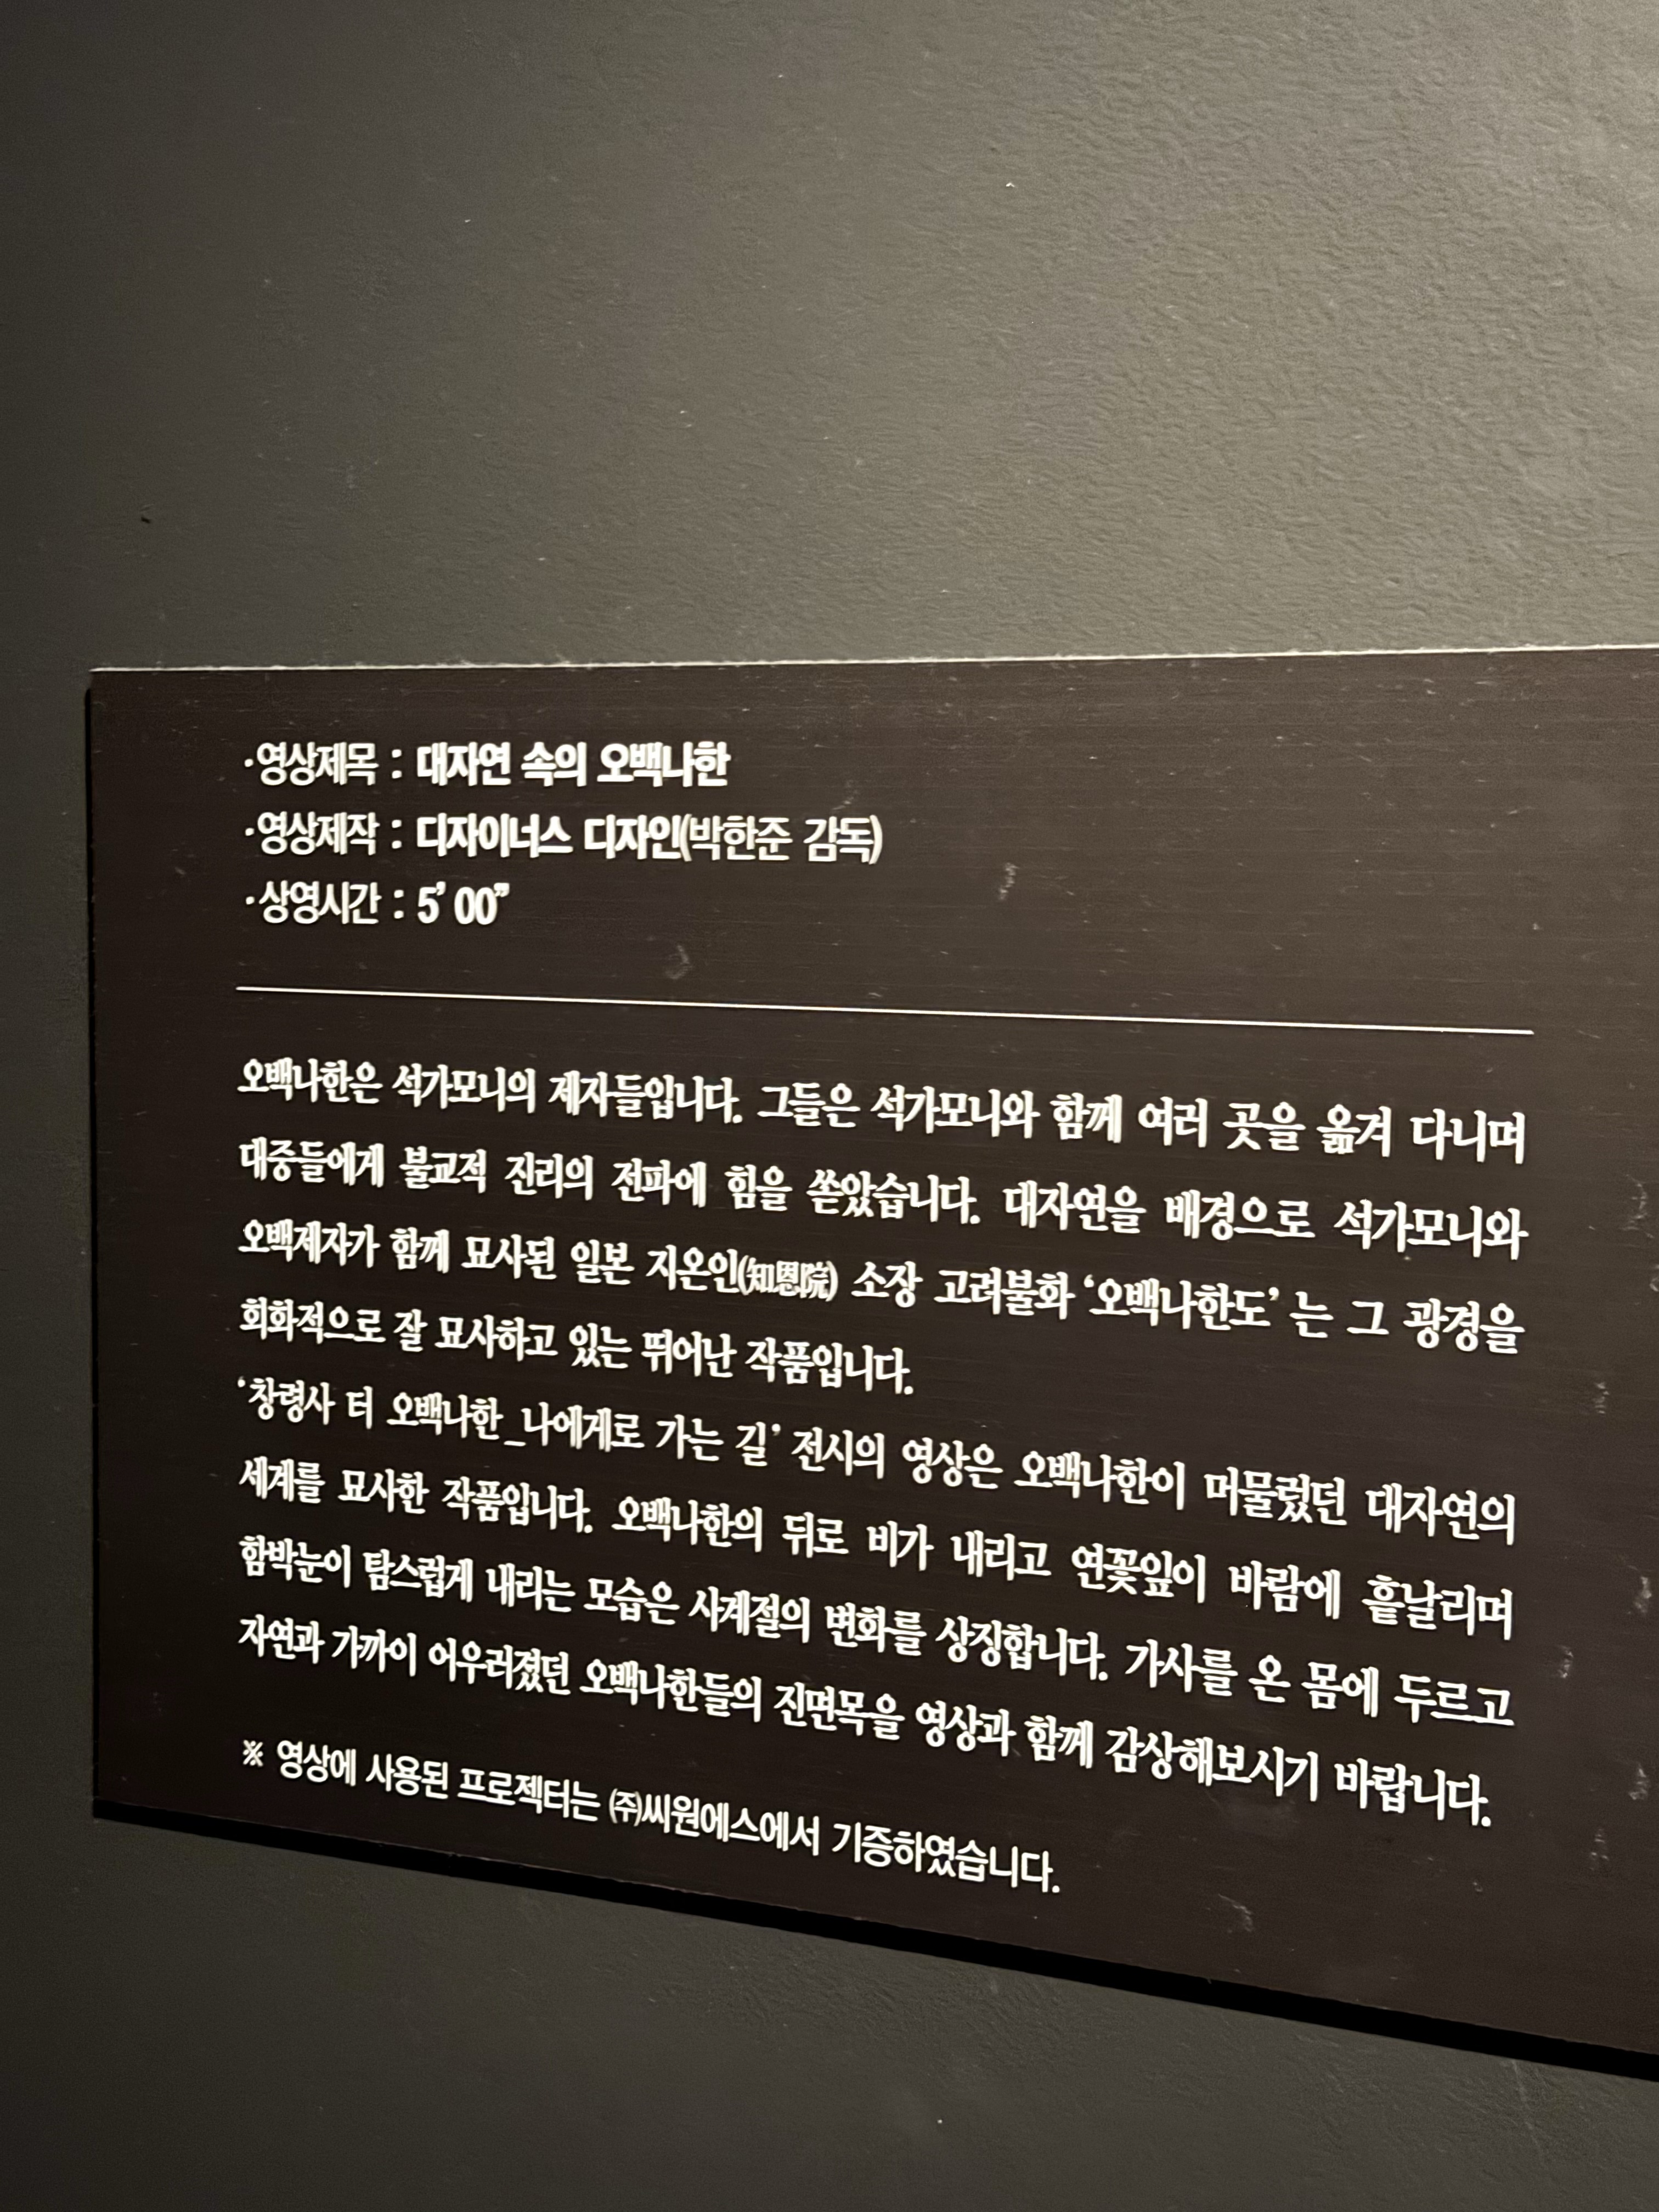 ·영상제목 : 대자연 속의 오백나한
·영상제작 : 디자이너스 디자인(박한준 감독)
·상영시간 : 5’ 00”
오백나한은 석가모니의 제자들입니다. 그들은 석가모니와 함께 여러 곳을 옮겨 다니며
대중들에게 불교적 진리의 전파에 힘을 쏟았습니다. 대자연을 배경으로 석가모니와
오백제자가 함께 묘사된 일본 지온인(知恩院) 소장 고려불화 ‘오백나한도’ 는 그 광경을
회화적으로 잘 묘사하고 있는 뛰어난 작품입니다.
‘창령사 터 오백나한_나에게로 가는 길’ 전시의 영상은 오백나한이 머물렀던 대자연의
세계를 묘사한 작품입니다. 오백나한의 뒤로 비가 내리고 연꽃잎이 바람에 흩날리며
함박눈이 탐스럽게 내리는 모습은 사계절의 변화를 상징합니다. 가사를 온 몸에 두르고
자연과 가까이 어우러졌던 오백나한들의 진면목을 영상과 함께 감상해보시기 바랍니다.
※ 영상에 사용된 프로젝터는 ㈜씨원에스에서 기증하였습니다.